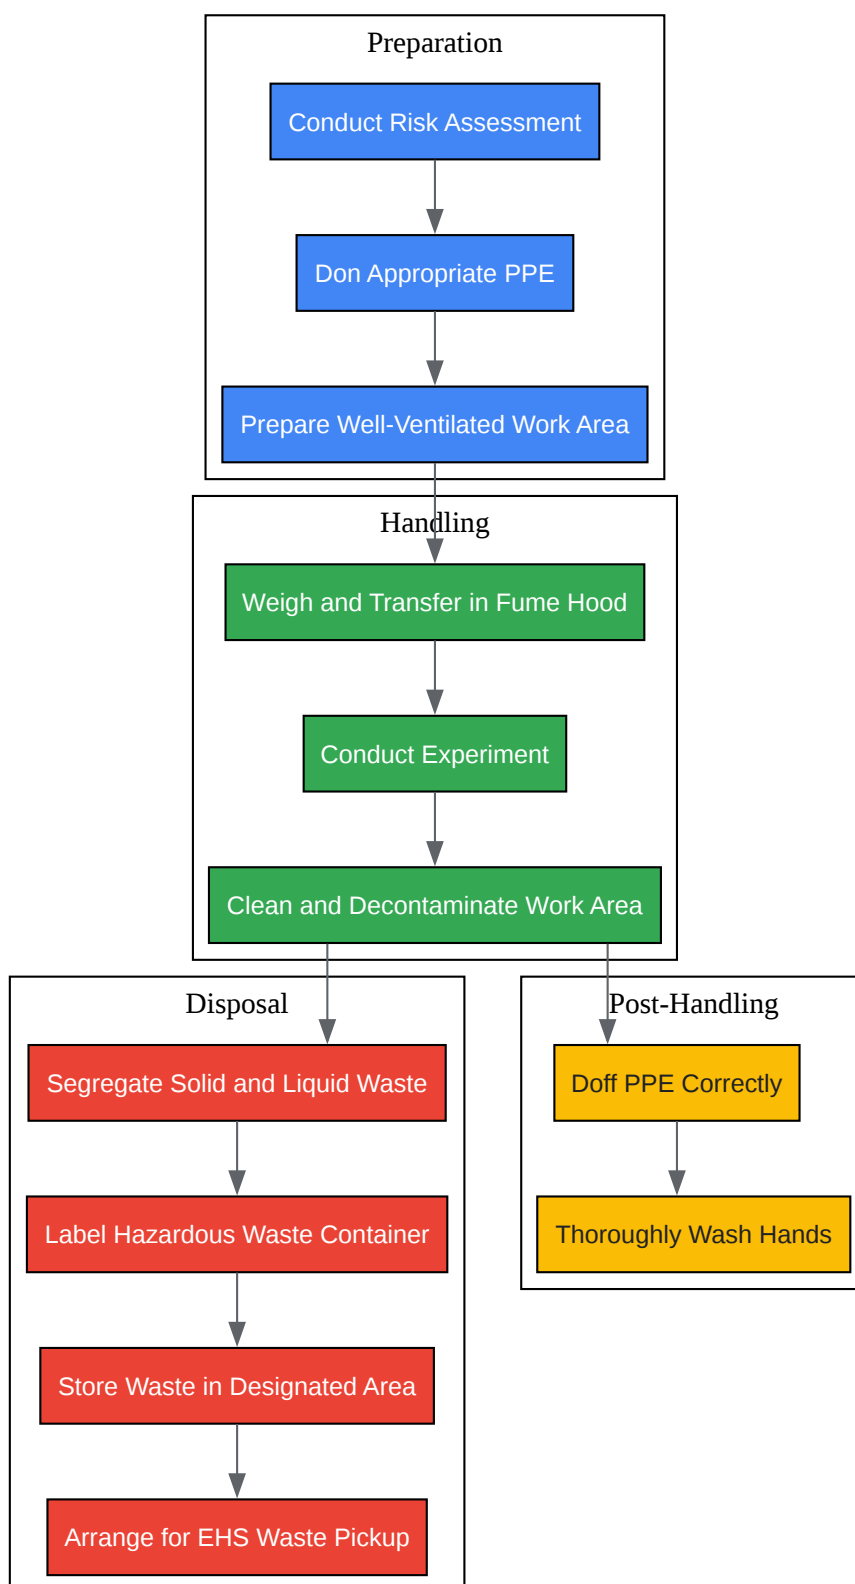 Preparation
Conduct Risk Assessment
Don Appropriate PPE
Prepare Well-Ventilated Work Area
Handling
Weigh and Transfer in Fume Hood
Conduct Experiment
Clean and Decontaminate Work Area
Disposal
Segregate Solid and Liquid Waste
Label Hazardous Waste Container
Store Waste in Designated Area
Arrange for EHS Waste Pickup
Post-Handling
Doff PPE Correctly
Thoroughly Wash Hands